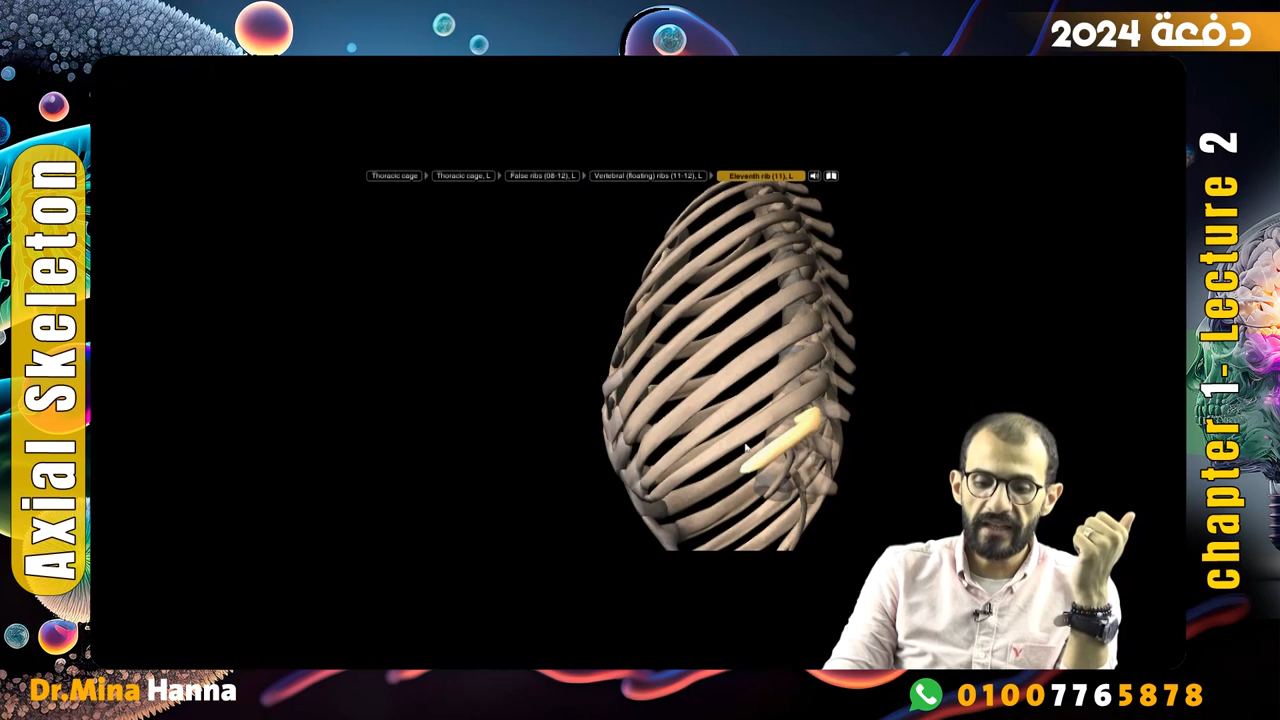 دفعة 2024
Thoracic cage
Thoracic cage, L
False ribs (08-12), L
Vertebral (floating) ribs (11-12), L
Eleventh rib (11), L
Axial Skeleton
chapter 1- Lecture 2
Dr.Mina Hanna
01007765878